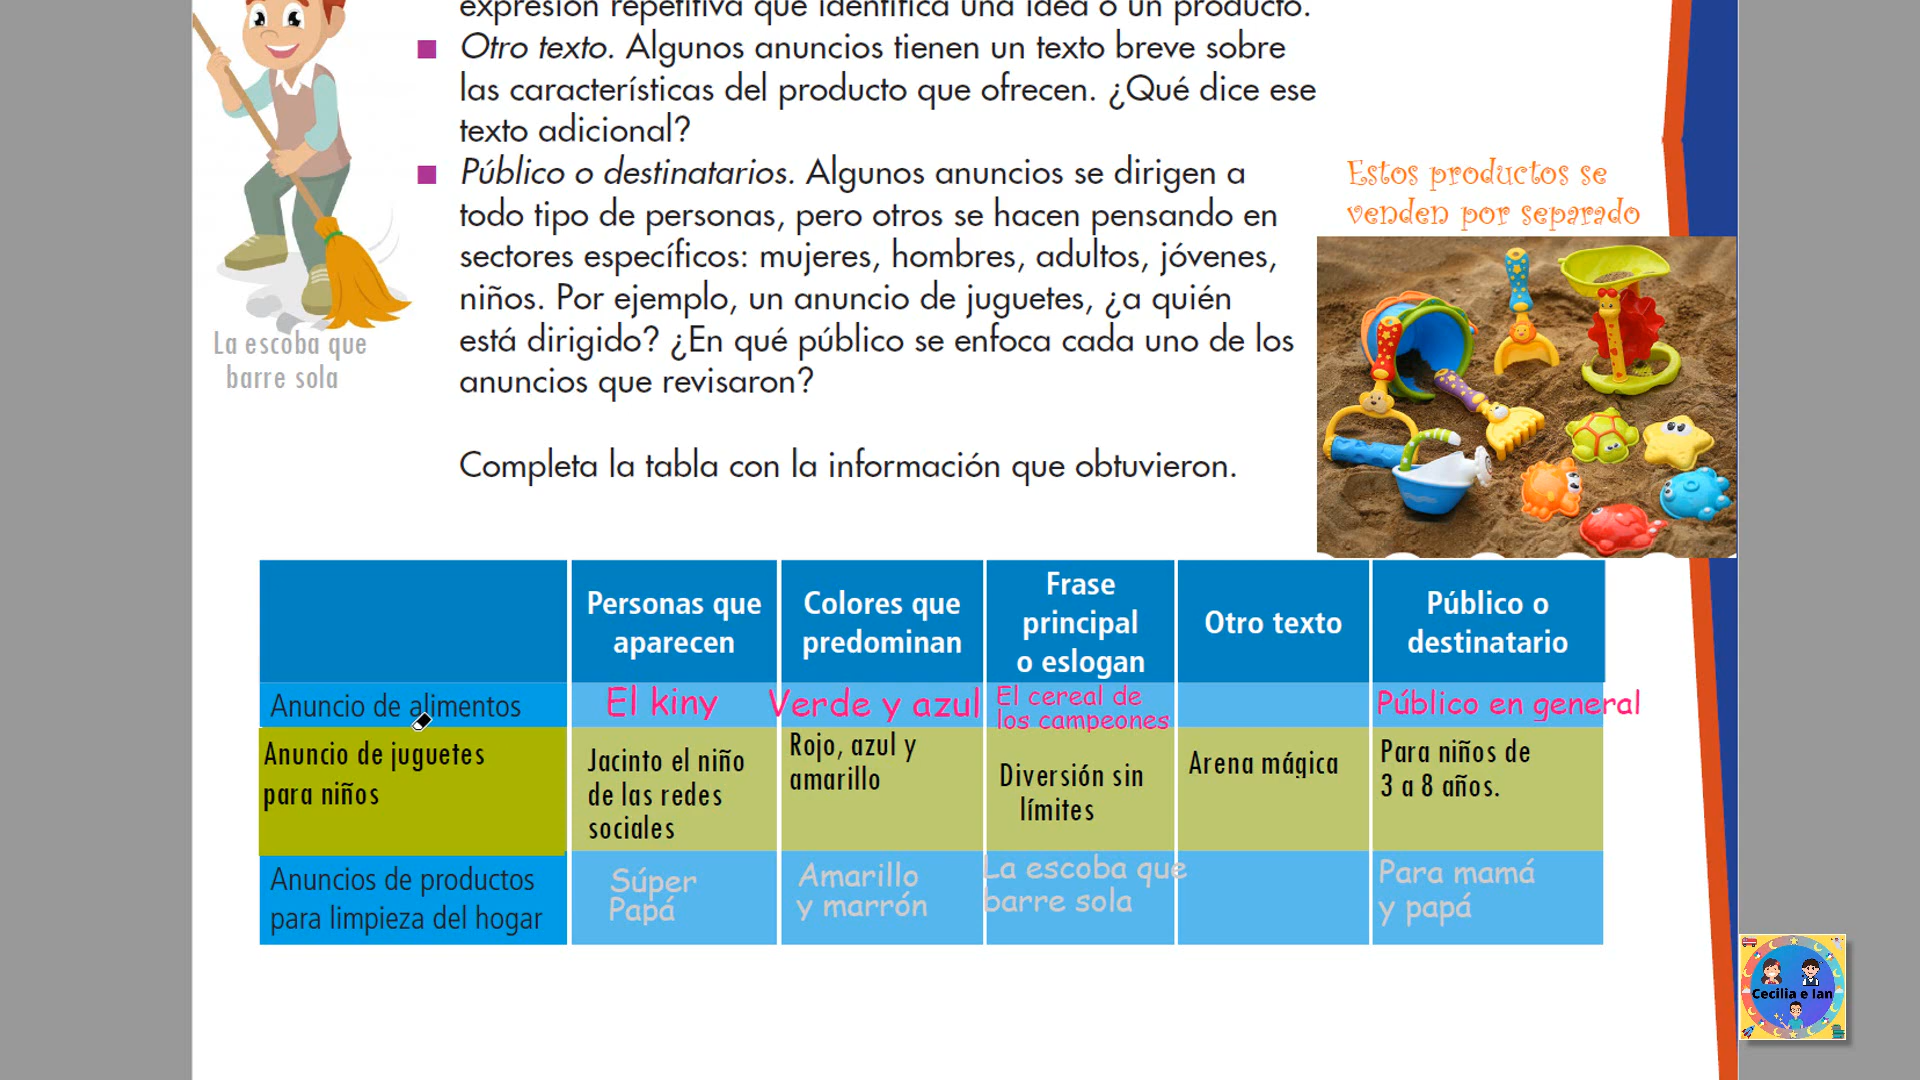 expresión repetitiva que identifica una idea o un producto.
Otro texto. Algunos anuncios tienen un texto breve sobre
las características del producto que ofrecen. ¿Qué dice ese
texto adicional?
Público o destinatarios. Algunos anuncios se dirigen a
todo tipo de personas, pero otros se hacen pensando en
sectores específicos: mujeres, hombres, adultos, jóvenes,
niños. Por ejemplo, un anuncio de juguetes, ¿a quién
está dirigido? ¿En qué público se enfoca cada uno de los
anuncios que revisaron?
La escoba que
barre sola
Estos productos se
venden por separado
Completa la tabla con la información que obtuvieron.
Personas que
aparecen
Colores que
predominan
Frase
principal
o eslogan
Otro texto
Público o
destinatario
Anuncio de alimentos
El kiny
Verde y azul
El cereal de
los campeones
Público en general
Anuncio de juguetes
para niños
Jacinto el niño
de las redes
sociales
Rojo, azul y
amarillo
Diversión sin
límites
Arena mágica
Para niños de
3 a 8 años.
Anuncios de productos
para limpieza del hogar
Súper
Papá
Amarillo
y marrón
La escoba que
barre sola
Para mamá
y papá
Cecilia e Ian